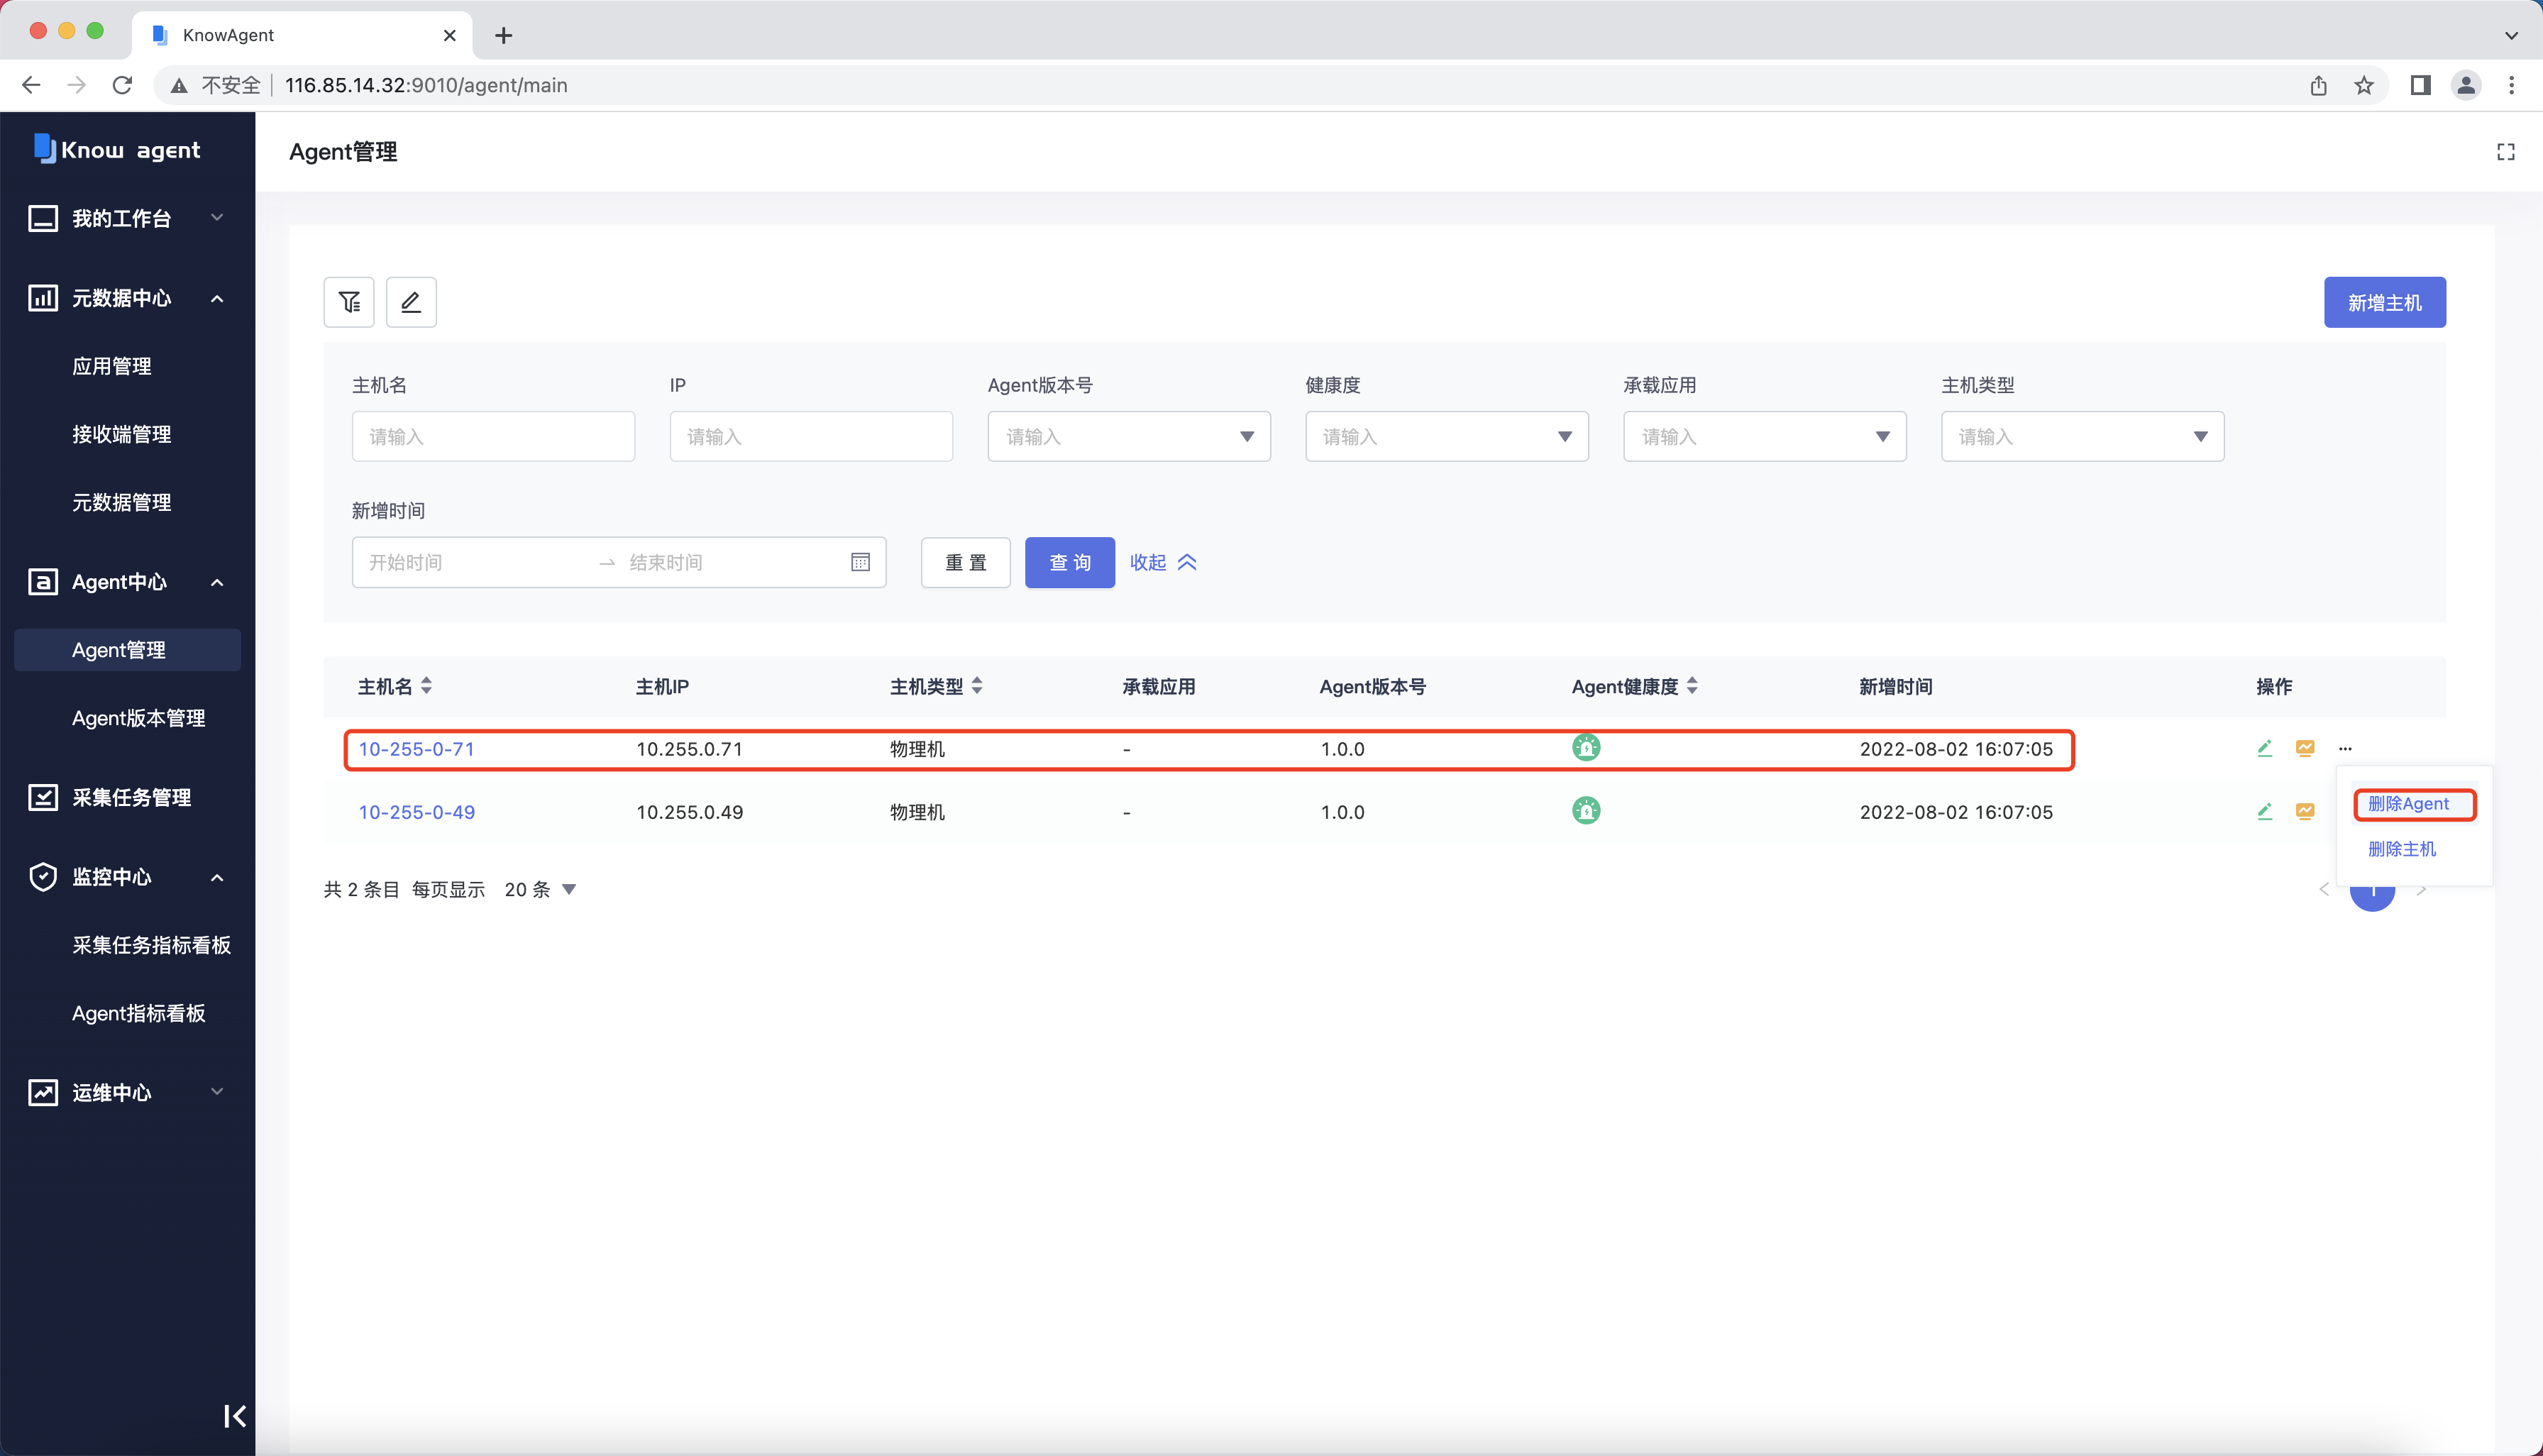 KnowAgent
不安全
116.85.14.32:9010/agent/main
Know agent
我的工作台
元数据中心
应用管理
接收端管理
元数据管理
Agent中心
Agent管理
Agent版本管理
采集任务管理
监控中心
采集任务指标看板
Agent指标看板
运维中心
Agent管理
新增主机
主机名 IP Agent版本号 健康度 承载应用 主机类型
请输入 请输入 请输入 请输入 请输入 请输入
新增时间
开始时间 → 结束时间 重 置 查 询 收起
主机名 主机IP 主机类型 承载应用 Agent版本号 Agent健康度 新增时间 操作
10-255-0-71 10.255.0.71 物理机 - 1.0.0 2022-08-02 16:07:05 ...
10-255-0-49 10.255.0.49 物理机 - 1.0.0 2022-08-02 16:07:05
删除Agent
删除主机
共 2 条目 每页显示 20 条 < 1 >